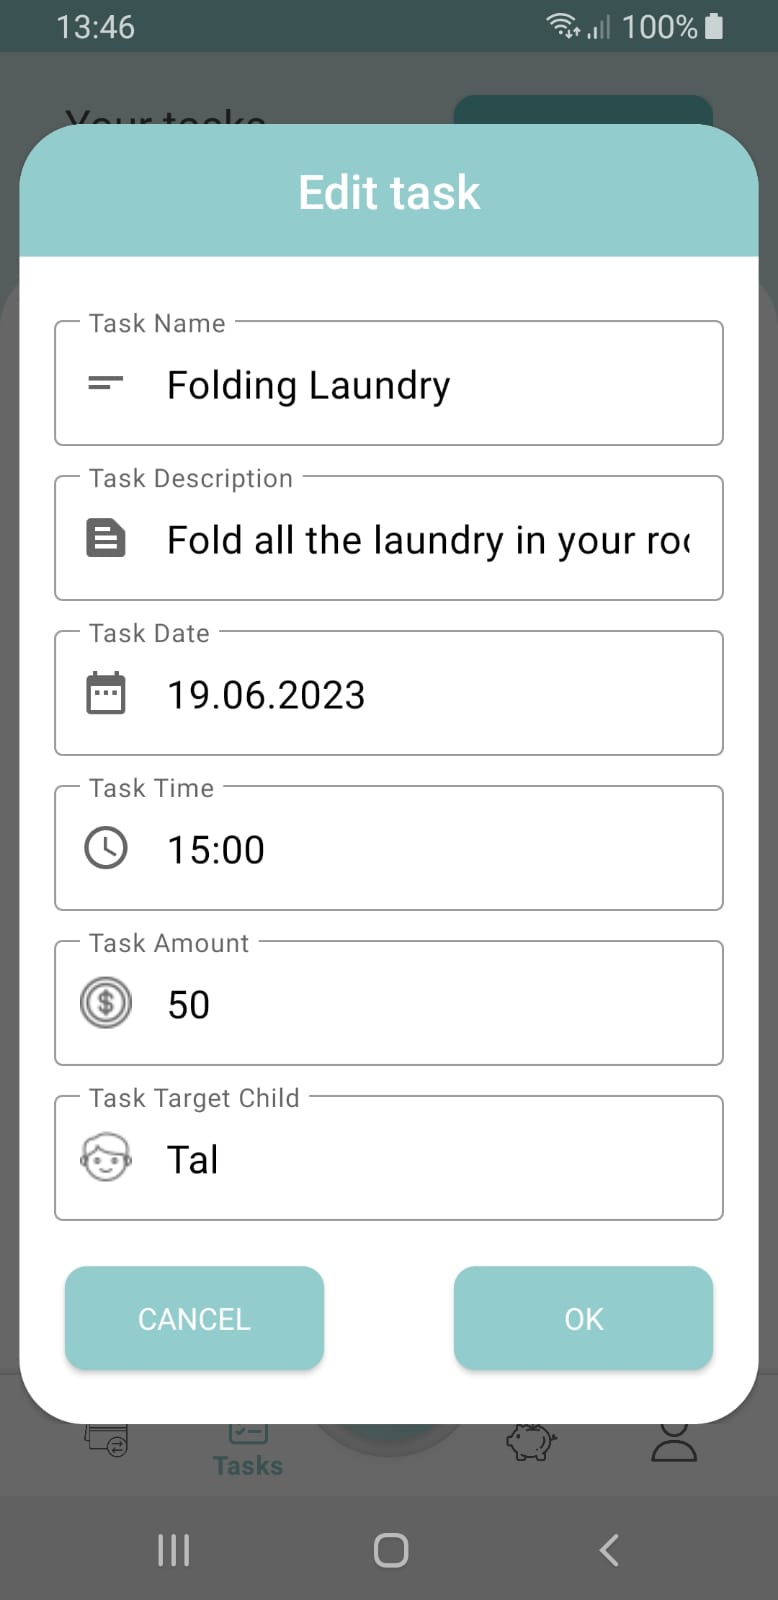 13:46 100%
Your tasks
Edit task
Task Name
Folding Laundry
Task Description
Fold all the laundry in your
Task Date
19.06.2023
Task Time
15:00
Task Amount
50
Task Target Child
Tal
CANCEL OK
Tasks